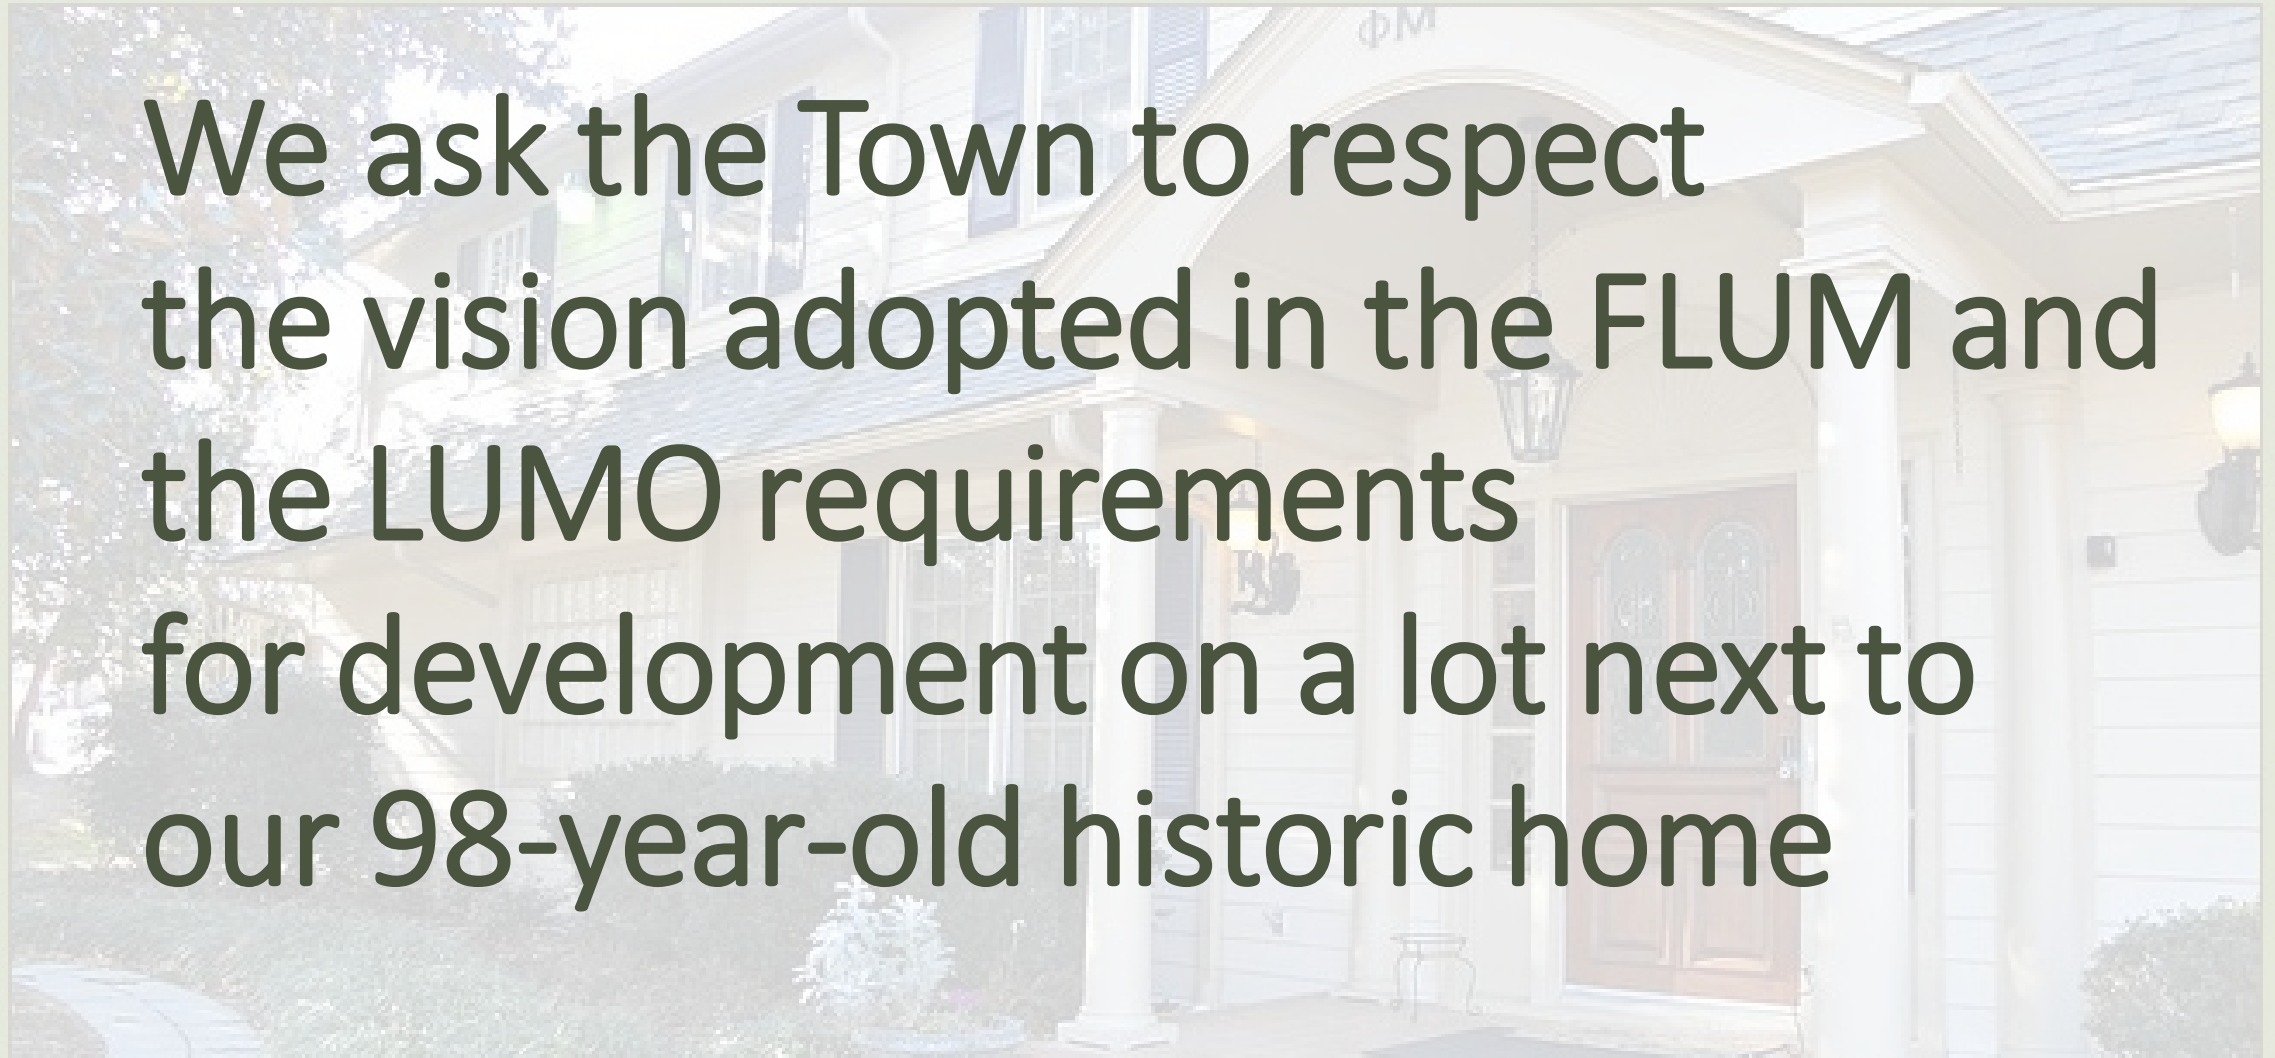 ΦΜ
We ask the Town to respect
the vision adopted in the FLUM and
the LUMO requirements
for development on a lot next to
our 98-year-old historic home